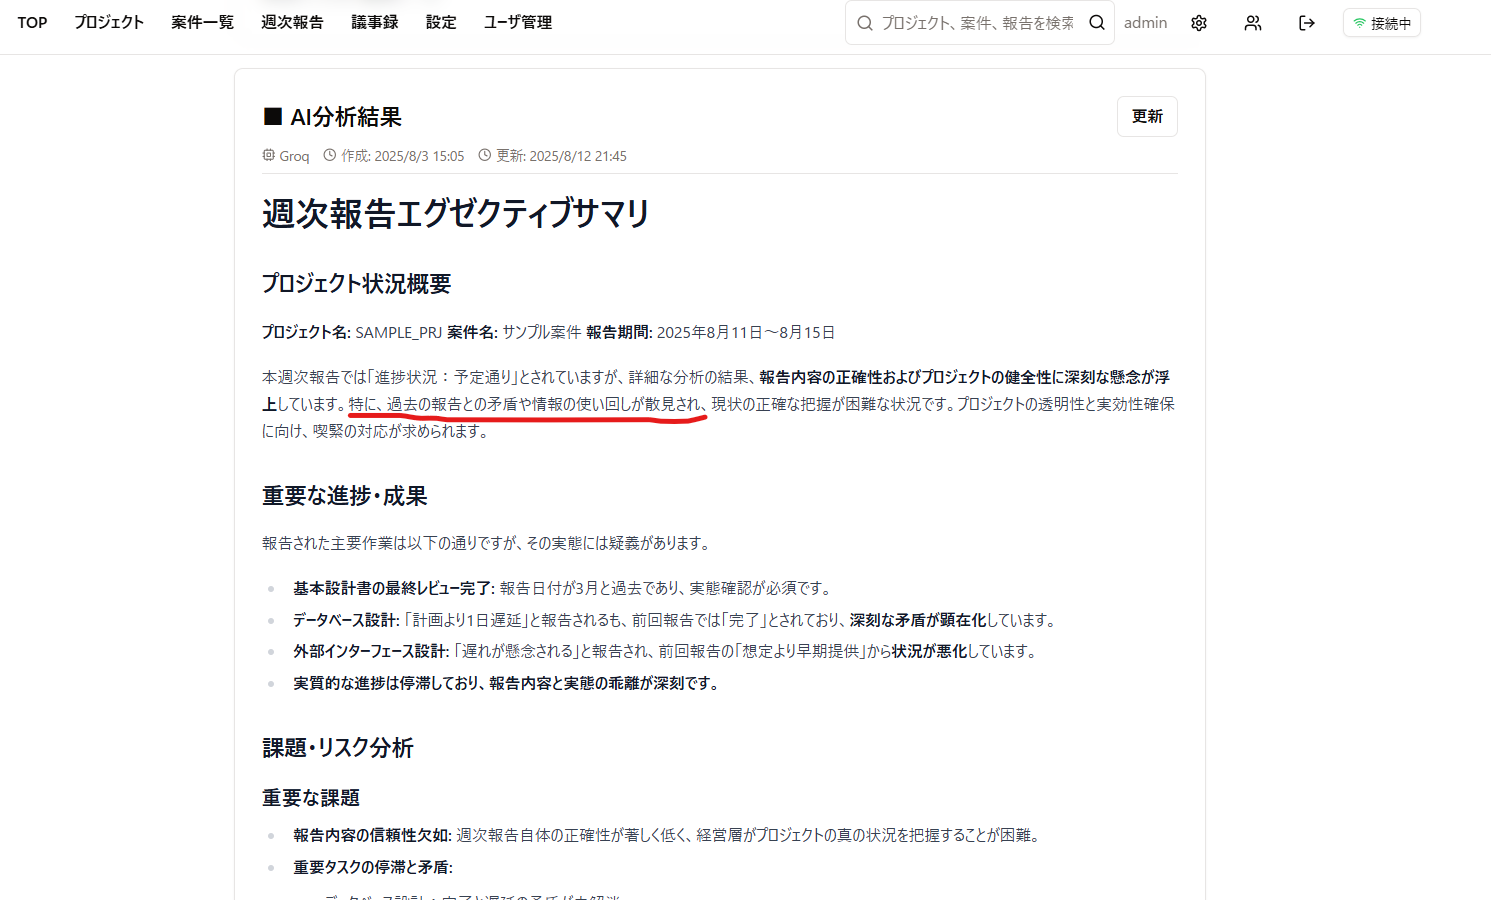 TOP プロジェクト 案件一覧 週次報告 議事録 設定 ユーザ管理 プロジェクト、案件、報告を検索 admin 接続中
■ AI分析結果 更新
Groq 作成: 2025/8/3 15:05 更新: 2025/8/12 21:45
週次報告エグゼクティブサマリ
プロジェクト状況概要
プロジェクト名: SAMPLE_PRJ 案件名: サンプル案件 報告期間: 2025年8月11日～8月15日
本週次報告では「進捗状況：予定通り」とされていますが、詳細な分析の結果、報告内容の正確性およびプロジェクトの健全性に深刻な懸念が浮
上しています。特に、過去の報告との矛盾や情報の使い回しが散見され、現状の正確な把握が困難な状況です。プロジェクトの透明性と実効性確保
に向け、喫緊の対応が求められます。
重要な進捗・成果
報告された主要作業は以下の通りですが、その実態には疑義があります。
基本設計書の最終レビュー完了: 報告日付が3月と過去であり、実態確認が必須です。
データベース設計: 「計画より1日遅延」と報告されるも、前回報告では「完了」とされており、深刻な矛盾が顕在化しています。
外部インターフェース設計: 「遅れが懸念される」と報告され、前回報告の「想定より早期提供」から状況が悪化しています。
実質的な進捗は停滞しており、報告内容と実態の乖離が深刻です。
課題・リスク分析
重要な課題
報告内容の信頼性欠如: 週次報告自体の正確性が著しく低く、経営層がプロジェクトの真の状況を把握することが困難。
重要タスクの停滞と矛盾: